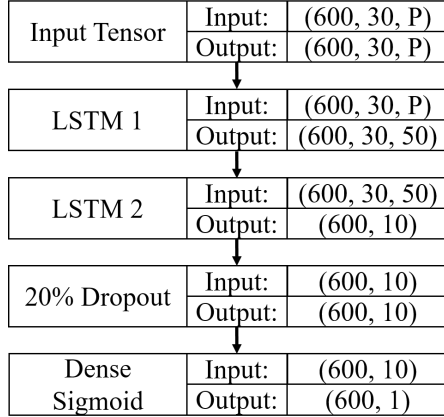 Input Tensor
Input: (600, 30, P)
Output: (600, 30, P)
LSTM 1
Input: (600, 30, P)
Output: (600, 30, 50)
LSTM 2
Input: (600, 30, 50)
Output: (600, 10)
20% Dropout
Input: (600, 10)
Output: (600, 10)
Dense
Sigmoid
Input: (600, 10)
Output: (600, 1)